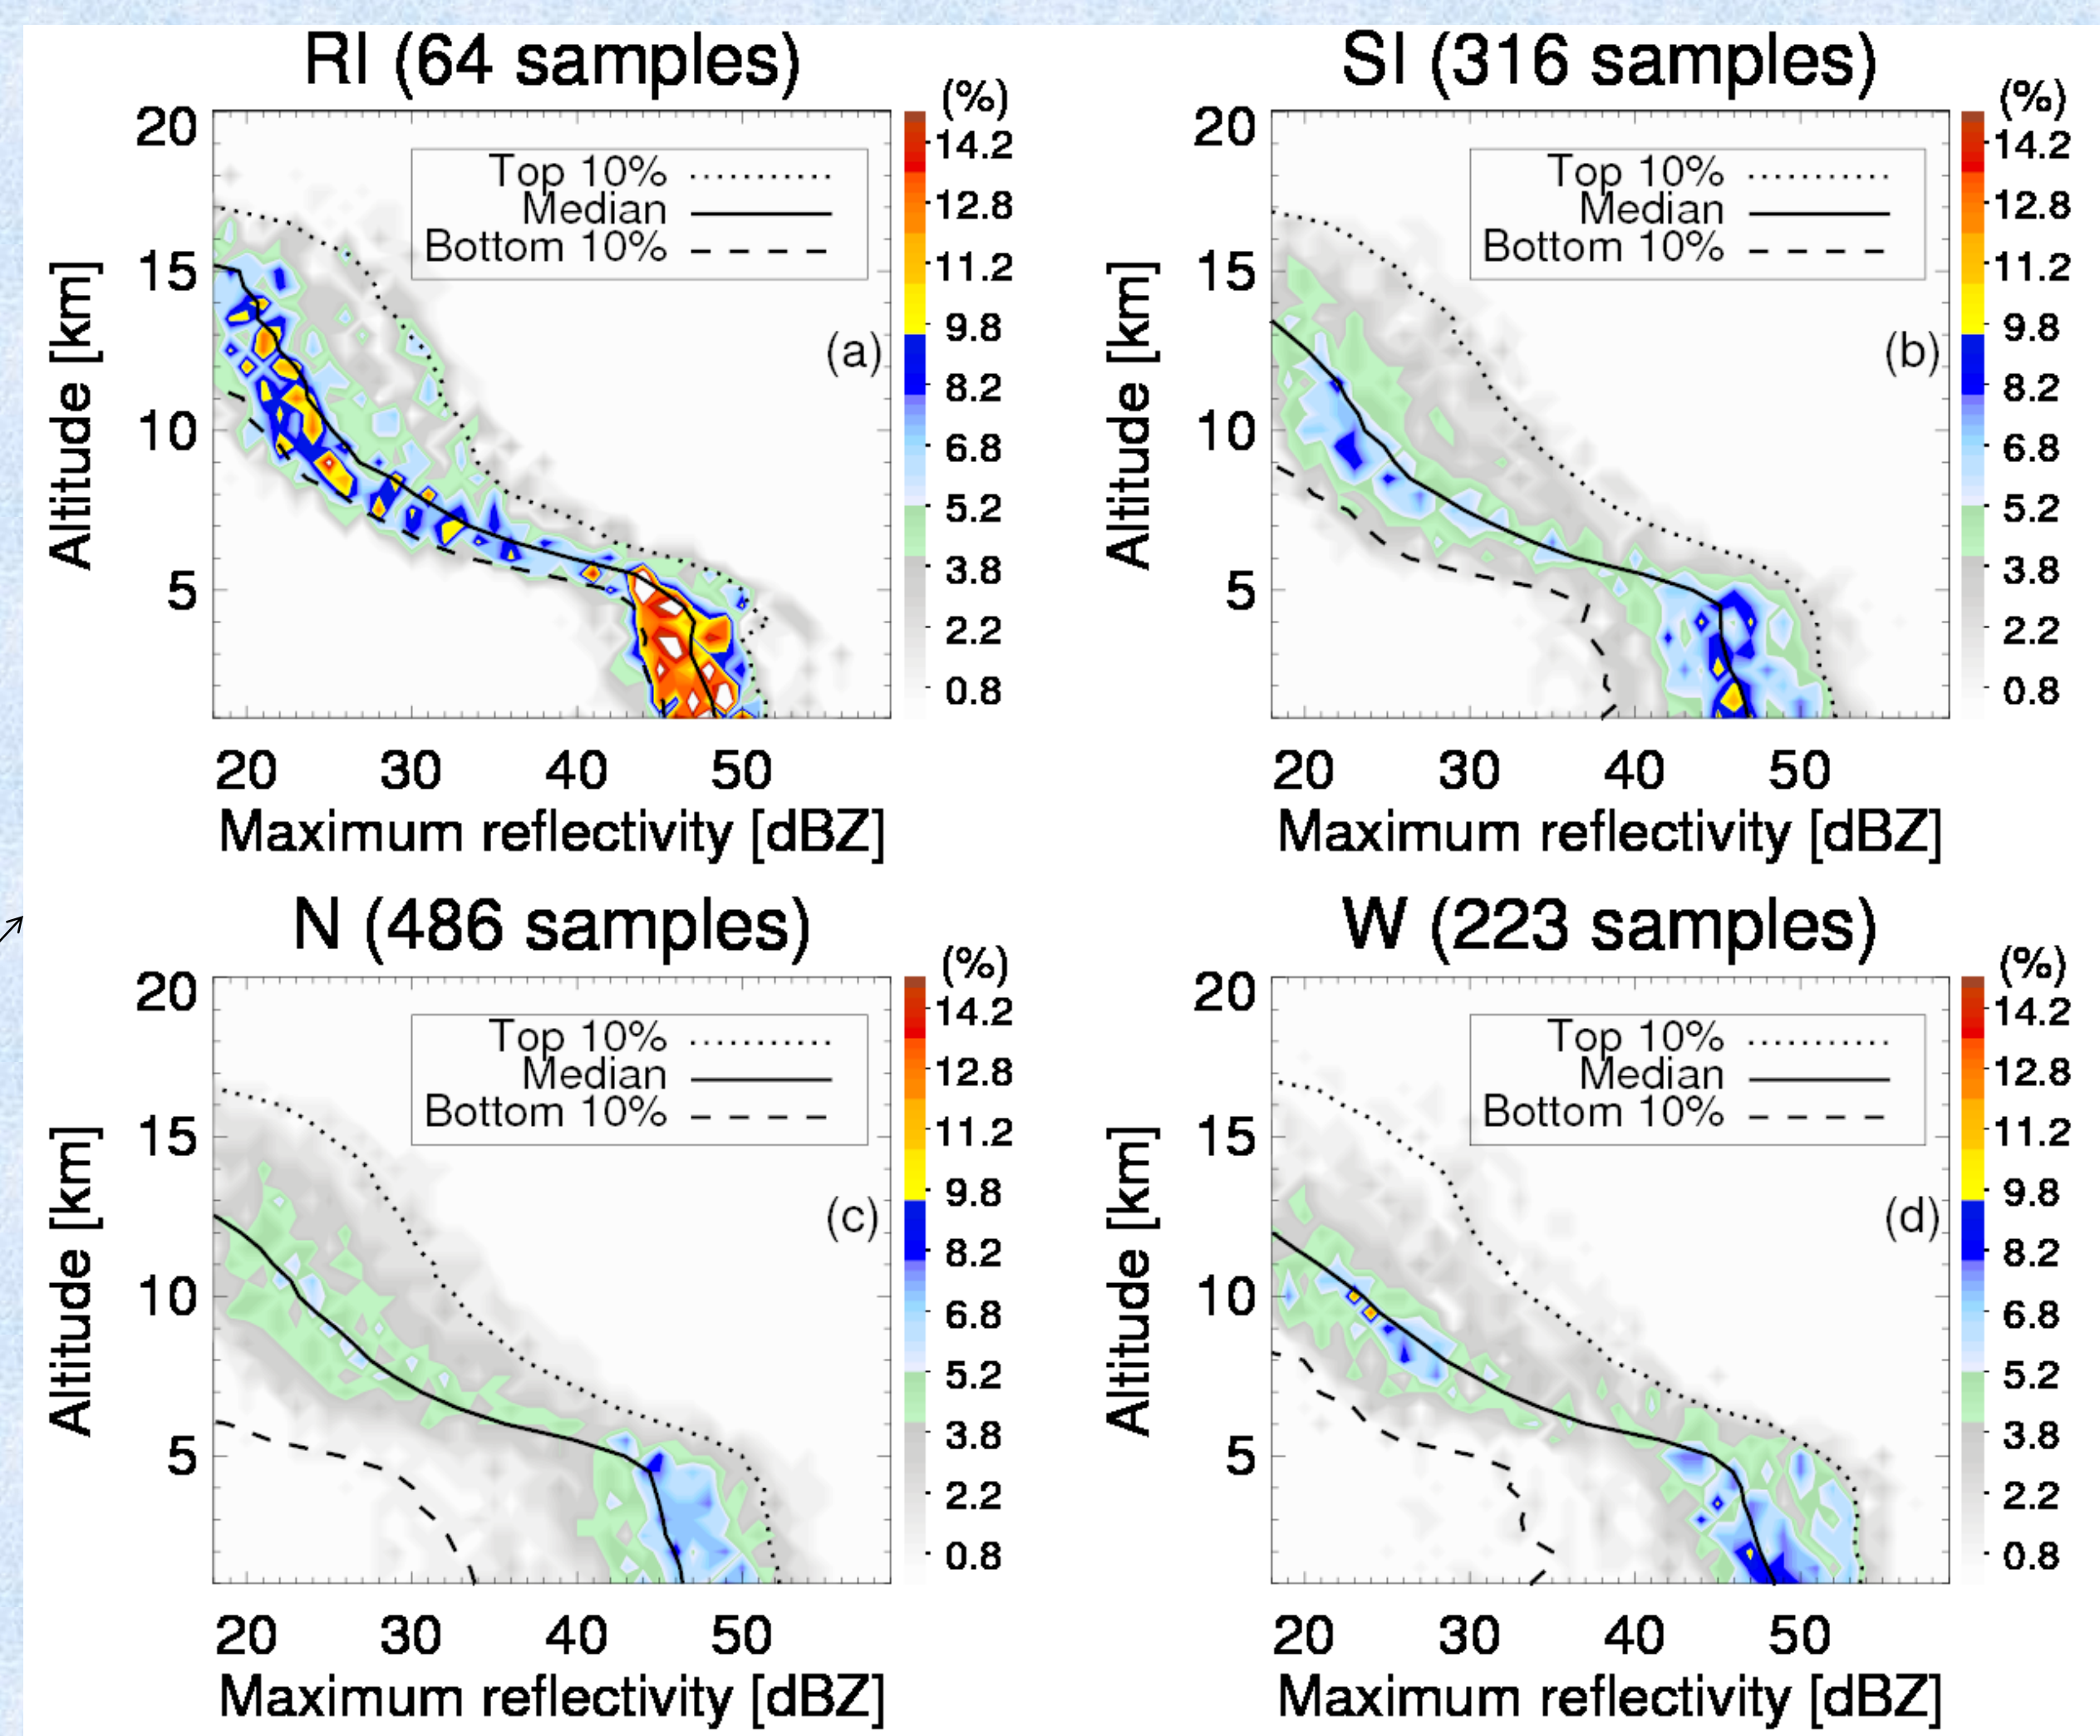 RI (64 samples)
(%)
20
15
10
5
Altitude [km]
Top 10%
Median
Bottom 10%
(a)
14.2
12.8
11.2
9.8
8.2
6.8
5.2
3.8
2.2
0.8
20 30 40 50
Maximum reflectivity [dBZ]
SI (316 samples)
(%)
20
15
10
5
Altitude [km]
Top 10%
Median
Bottom 10%
(b)
14.2
12.8
11.2
9.8
8.2
6.8
5.2
3.8
2.2
0.8
20 30 40 50
Maximum reflectivity [dBZ]
N (486 samples)
(%)
20
15
10
5
Altitude [km]
Top 10%
Median
Bottom 10%
(c)
14.2
12.8
11.2
9.8
8.2
6.8
5.2
3.8
2.2
0.8
20 30 40 50
Maximum reflectivity [dBZ]
W (223 samples)
(%)
20
15
10
5
Altitude [km]
Top 10%
Median
Bottom 10%
(d)
14.2
12.8
11.2
9.8
8.2
6.8
5.2
3.8
2.2
0.8
20 30 40 50
Maximum reflectivity [dBZ]